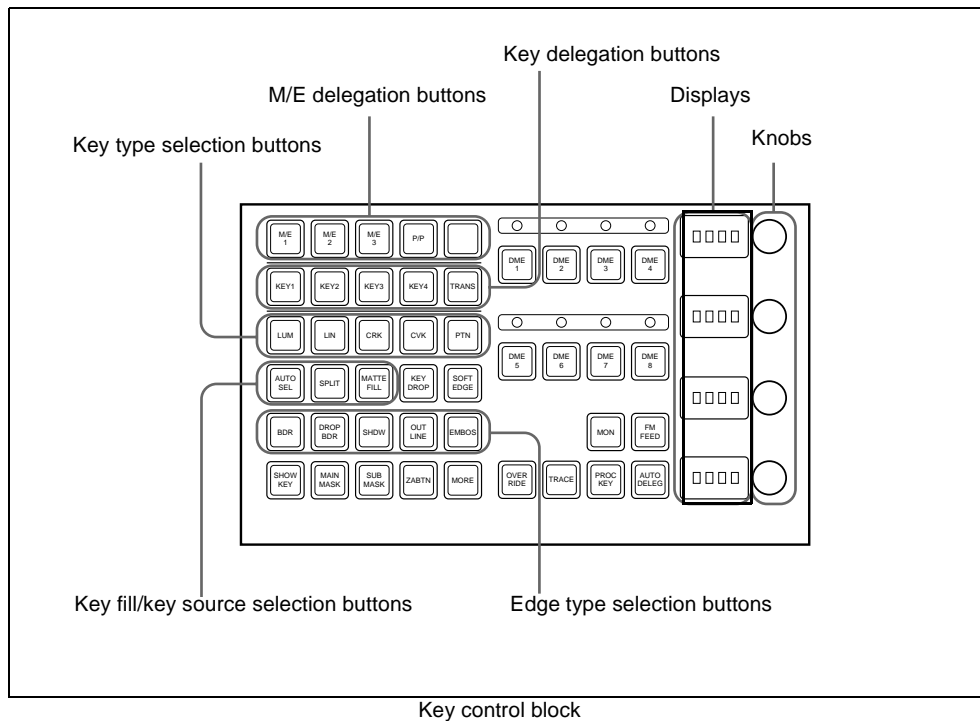 Key delegation buttons
M/E delegation buttons
Displays
Key type selection buttons
Knobs
M/E 1
M/E 2
M/E 3
P/P
DME 1
DME 2
DME 3
DME 4
KEY1
KEY2
KEY3
KEY4
TRANS
LUM
LIN
CRK
CVK
PTN
DME 5
DME 6
DME 7
DME 8
AUTO SEL
SPLIT
MATTE FILL
KEY DROP
SOFT EDGE
BDR
DROP BDR
SHDW
OUT LINE
EMBOS
MON
FM FEED
SHOW KEY
MAIN MASK
SUB MASK
ZABTN
MORE
OVER RIDE
TRACE
PROC KEY
AUTO DELEG
Key fill/key source selection buttons
Edge type selection buttons
Key control block